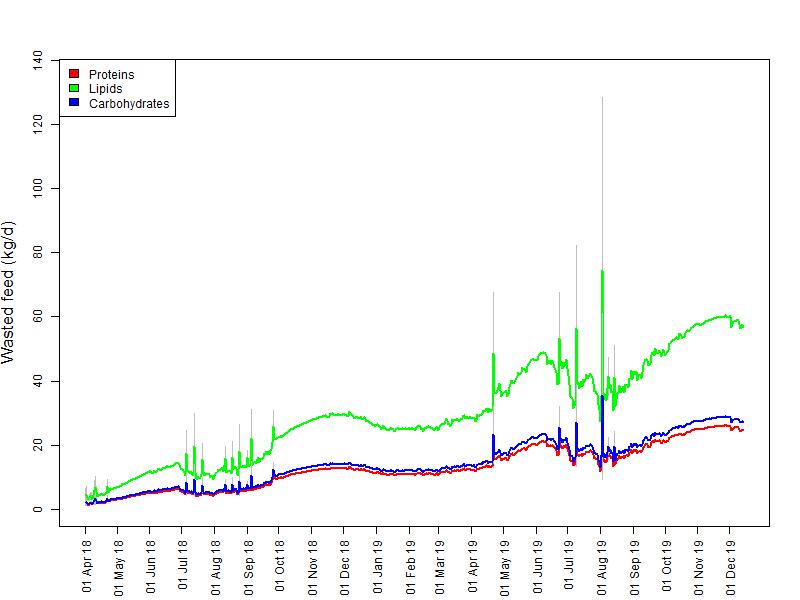 Proteins
Lipids
Carbohydrates
Wasted feed (kg/d)
140
120
100
80
60
40
20
0
01 Apr 18
01 May 18
01 Jun 18
01 Jul 18
01 Aug 18
01 Sep 18
01 Oct 18
01 Nov 18
01 Dec 18
01 Jan 19
01 Feb 19
01 Mar 19
01 Apr 19
01 May 19
01 Jun 19
01 Jul 19
01 Aug 19
01 Sep 19
01 Oct 19
01 Nov 19
01 Dec 19